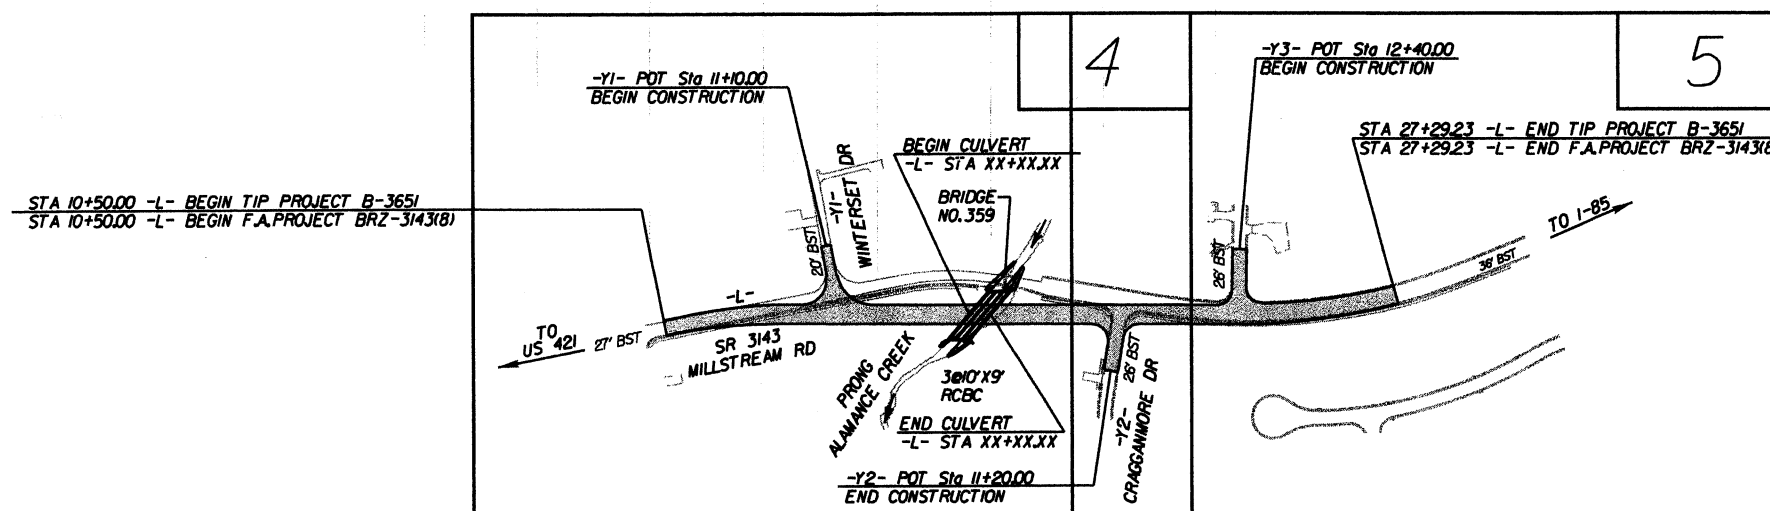 4
5
-Y3- POT Sta 12+40.00
BEGIN CONSTRUCTION
-Y1- POT Sta 11+10.00
BEGIN CONSTRUCTION
STA 27+29.23 -L- END TIP PROJECT B-3651
STA 27+29.23 -L- END F.A.PROJECT BRZ-3143(8
BEGIN CULVERT
-L- STA XX+XX.XX
BRIDGE
NO.359
-Y1-
WINTERSET DR
STA 10+50.00 -L- BEGIN TIP PROJECT B-3651
STA 10+50.00 -L- BEGIN F.A.PROJECT BRZ-3143(8)
TO I-85
20' BST
26' BST
36' BST
-L-
TO
US 421
27' BST
SR 3143
MILLSTREAM RD
PRONG
ALAMANCE CREEK
3@10'X9'
RCBC
26' BST
END CULVERT
-L- STA XX+XX.XX
-Y2-
CRAGGANMORE DR
-Y2- POT Sta 11+20.00
END CONSTRUCTION